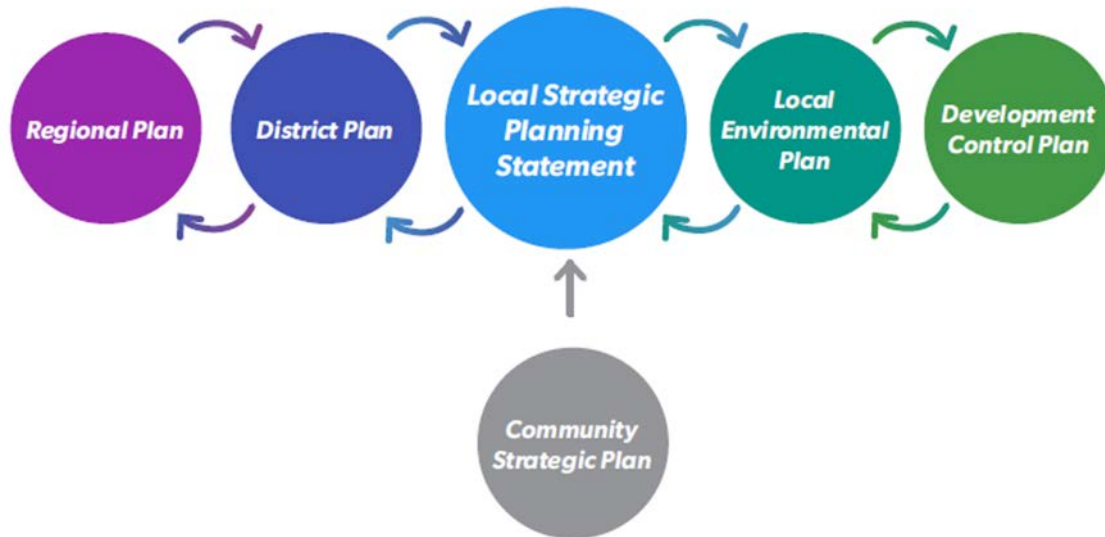 Regional Plan
District Plan
Local Strategic
Planning
Statement
Local
Environmental
Plan
Development
Control Plan
Community
Strategic Plan